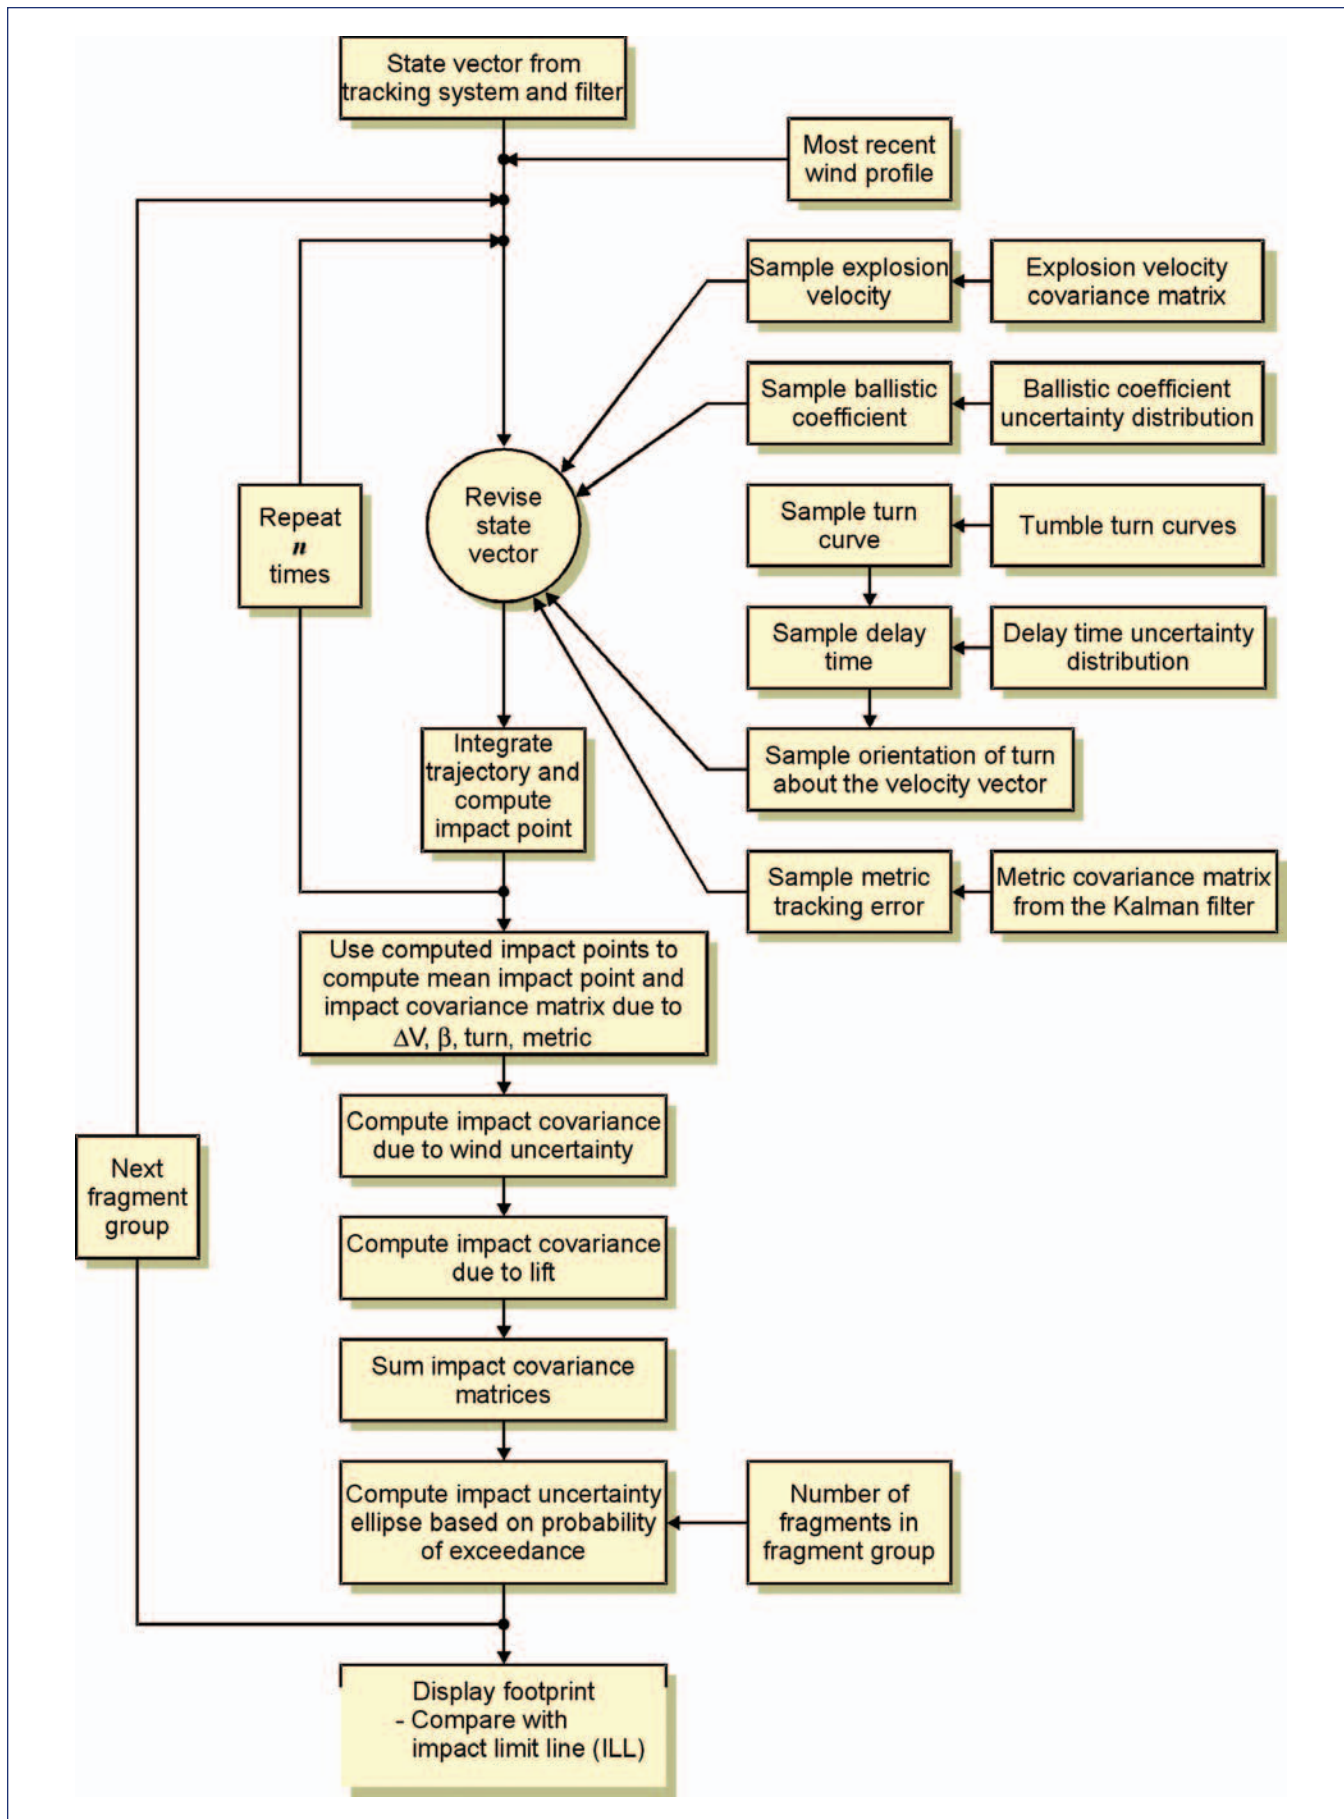 State vector from
tracking system and filter
Most recent
wind profile
Sample explosion
velocity
Explosion velocity
covariance matrix
Sample ballistic
coefficient
Ballistic coefficient
uncertainty distribution
Repeat
n
times
Revise
state
vector
Sample turn
curve
Tumble turn curves
Sample delay
time
Delay time uncertainty
distribution
Integrate
trajectory and
compute
impact point
Sample orientation of turn
about the velocity vector
Sample metric
tracking error
Metric covariance matrix
from the Kalman filter
Use computed impact points to
compute mean impact point and
impact covariance matrix due to
ΔV, β, turn, metric
Compute impact covariance
due to wind uncertainty
Next
fragment
group
Compute impact covariance
due to lift
Sum impact covariance
matrices
Compute impact uncertainty
ellipse based on probability
of exceedance
Number of
fragments in
fragment group
Display footprint
- Compare with
impact limit line (ILL)